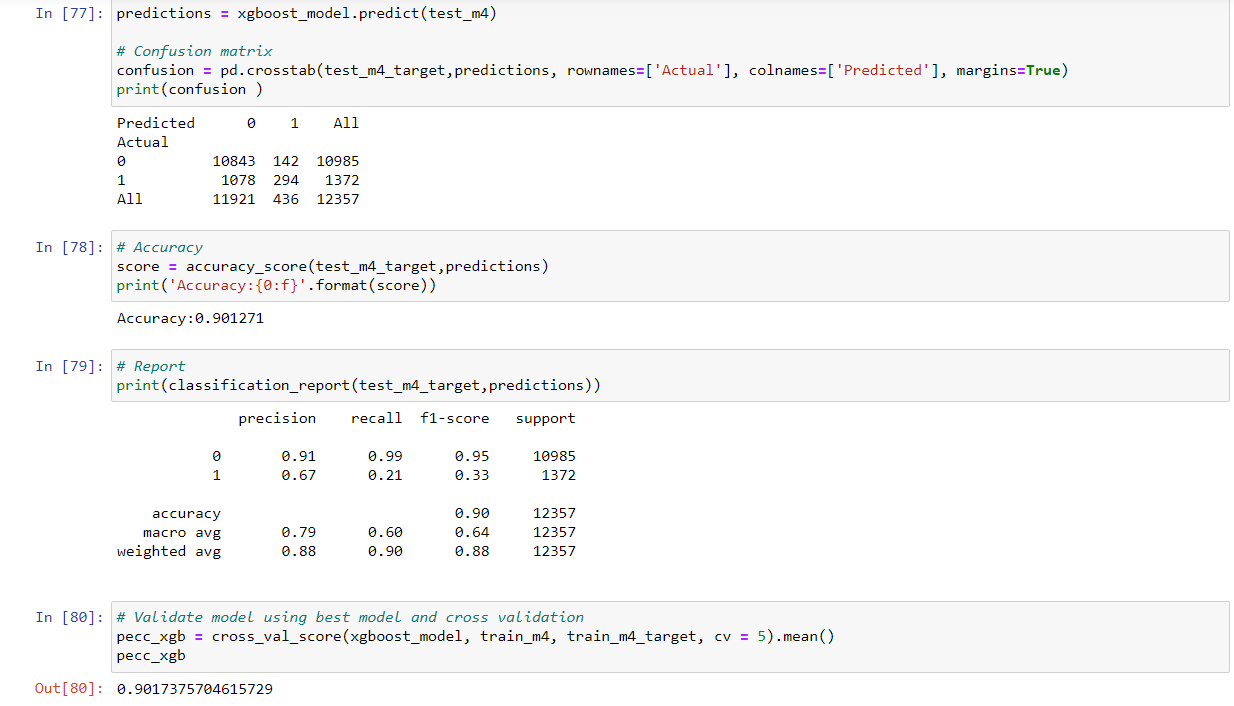 In [77]: predictions = xgboost_model.predict(test_m4)
# Confusion matrix
confusion = pd.crosstab(test_m4_target,predictions, rownames=['Actual'], colnames=['Predicted'], margins=True)
print(confusion )
Predicted 0 1 All
Actual
0 10843 142 10985
1 1078 294 1372
All 11921 436 12357
In [78]: # Accuracy
score = accuracy_score(test_m4_target,predictions)
print('Accuracy:{0:f}'.format(score))
Accuracy:0.901271
In [79]: # Report
print(classification_report(test_m4_target,predictions))
precision recall f1-score support
0 0.91 0.99 0.95 10985
1 0.67 0.21 0.33 1372
accuracy 0.90 12357
macro avg 0.79 0.60 0.64 12357
weighted avg 0.88 0.90 0.88 12357
In [80]: # Validate model using best model and cross validation
pecc_xgb = cross_val_score(xgboost_model, train_m4, train_m4_target, cv = 5).mean()
pecc_xgb
Out[80]: 0.9017375704615729